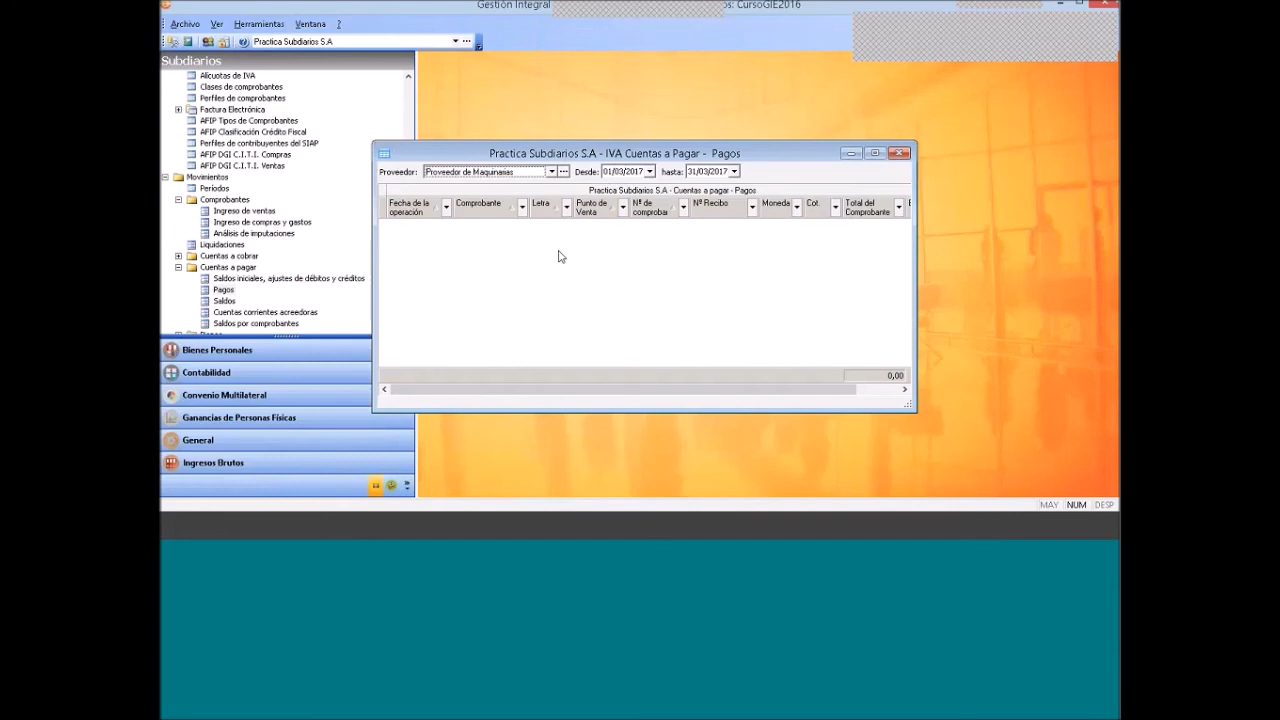 Gestión Integral
os: CursoGIE2016
Archivo Ver Herramientas Ventana ?
Practica Subdiarios S.A
Subdiarios
Alícuotas de IVA
Clases de comprobantes
Perfiles de comprobantes
Factura Electrónica
AFIP Tipos de Comprobantes
AFIP Clasificación Crédito Fiscal
Perfiles de contribuyentes del SIAP
AFIP DGI C.I.T.I. Compras
AFIP DGI C.I.T.I. Ventas
Movimientos
Períodos
Comprobantes
Ingreso de ventas
Ingreso de compras y gastos
Análisis de imputaciones
Liquidaciones
Cuentas a cobrar
Cuentas a pagar
Saldos iniciales, ajustes de débitos y créditos
Pagos
Saldos
Cuentas corrientes acreedoras
Saldos por comprobantes
Bienes Personales
Contabilidad
Convenio Multilateral
Ganancias de Personas Físicas
General
Ingresos Brutos
Practica Subdiarios S.A - IVA Cuentas a Pagar - Pagos
Proveedor: Proveedor de Maquinarias Desde: 01/03/2017 hasta: 31/03/2017
Practica Subdiarios S.A - Cuentas a pagar - Pagos
Fecha de la operación Comprobante Letra Punto de Venta Nº de comproba Nº Recibo Moneda Cot. Total del Comprobante E
0,00
MAY NUM DESP